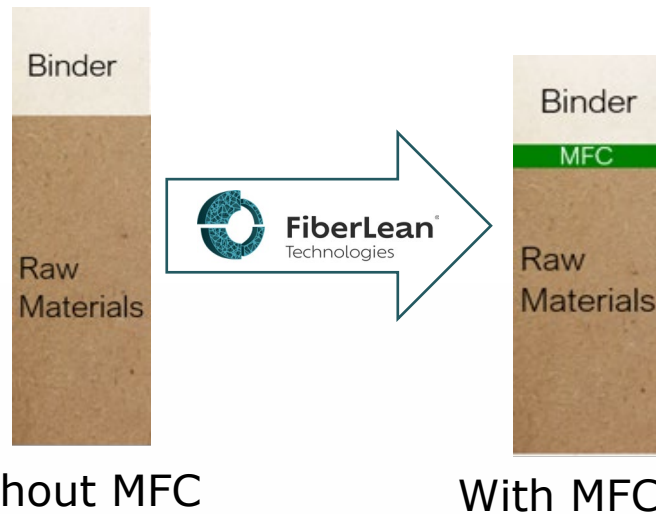 Binder
Raw
Materials
FiberLean
Technologies
Binder
MFC
Raw
Materials
hout MFC
With MFC